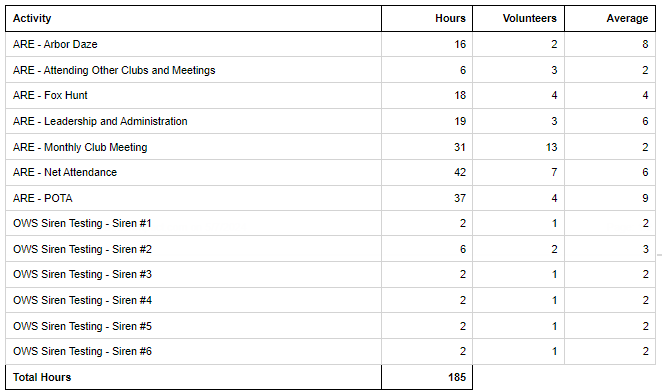 Activity Hours Volunteers Average
ARE - Arbor Daze 16 2 8
ARE - Attending Other Clubs and Meetings 6 3 2
ARE - Fox Hunt 18 4 4
ARE - Leadership and Administration 19 3 6
ARE - Monthly Club Meeting 31 13 2
ARE - Net Attendance 42 7 6
ARE - POTA 37 4 9
OWS Siren Testing - Siren #1 2 1 2
OWS Siren Testing - Siren #2 6 2 3
OWS Siren Testing - Siren #3 2 1 2
OWS Siren Testing - Siren #4 2 1 2
OWS Siren Testing - Siren #5 2 1 2
OWS Siren Testing - Siren #6 2 1 2
Total Hours 185